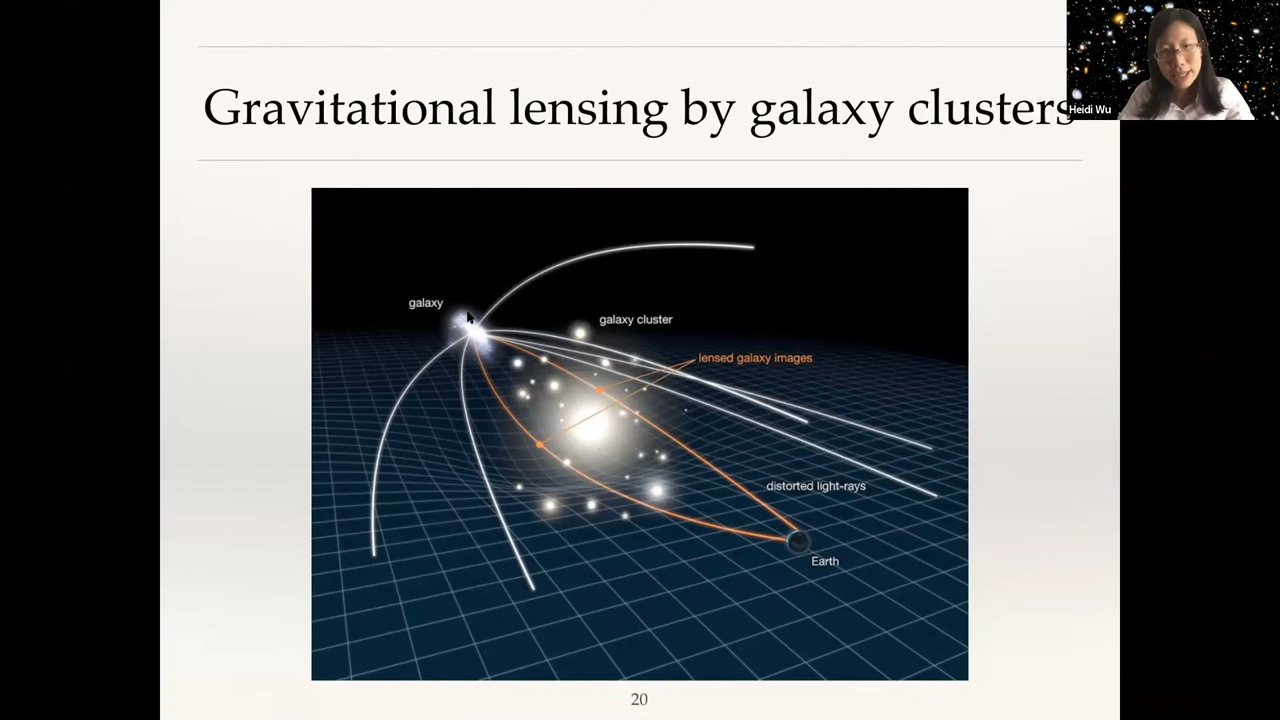 Gravitational lensing by galaxy clusters
Heidi Wu
galaxy
galaxy cluster
lensed galaxy images
distorted light-rays
Earth
20